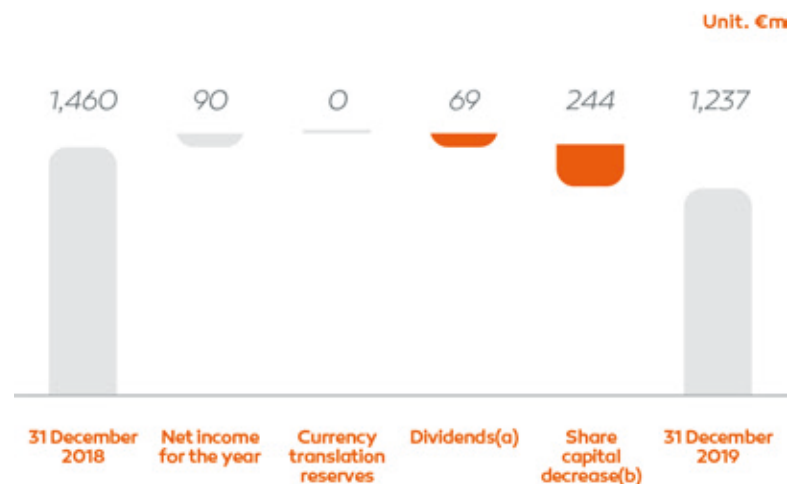 Unit. €m
1,460 90 0 69 244 1,237
31 December 2018
Net income for the year
Currency translation reserves
Dividends(a)
Share capital decrease(b)
31 December 2019